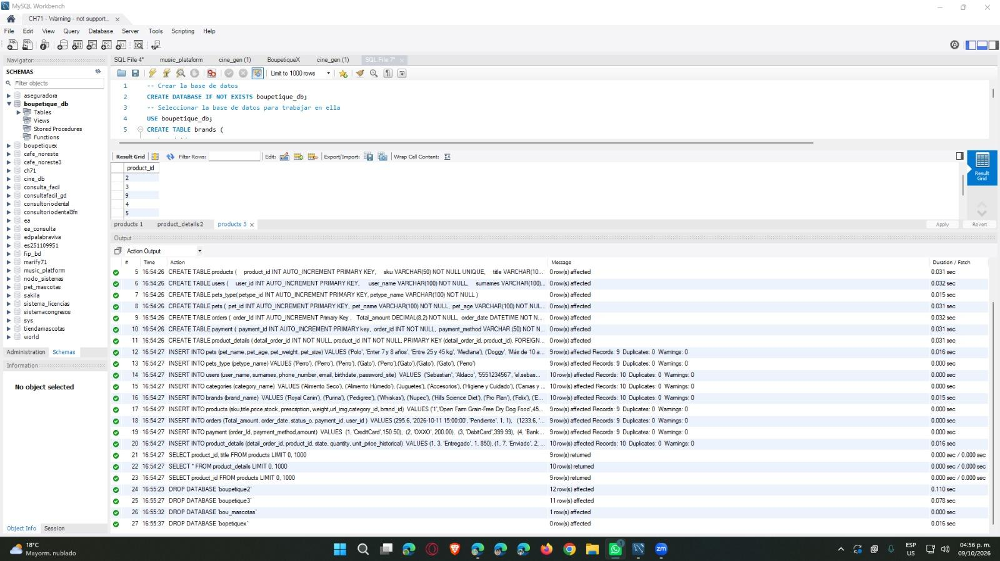 MySQL Workbench
CH71 - Warning - not support...
File Edit View Query Database Server Tools Scripting Help
Navigator
SCHEMAS
Filter objects
aseguradora
boupetique_db
Tables
Views
Stored Procedures
Functions
boupetiquex
cafe_noreste
cafe_noreste3
ch71
cine_db
consulta_facil
consultafacil_gd
consultoriodental
consultoriodental3fn
ea
ea_consulta
edpalabraviva
es251109951
fip_bd
marify71
music_platform
nodo_sistemas
pet_mascotas
sakila
sistema_licencias
sistemacongresos
sys
tiendamascotas
world
Administration Schemas
Information
No object selected
Object Info Session
SQL File 4* music_plataform cine_gen (1) BoupetiqueX cine_gen (1) SQL File 7*
Limit to 1000 rows
1 -- Crear la base de datos
2 CREATE DATABASE IF NOT EXISTS boupetique_db;
3 -- Seleccionar la base de datos para trabajar en ella
4 USE boupetique_db;
5 CREATE TABLE brands (
Result Grid Filter Rows: Edit: Export/Import: Wrap Cell Content:
product_id
2
3
9
4
5
Result Grid
products 1 product_details2 products 3 Apply Revert
Output
Action Output
# Time Action Message Duration / Fetch
5 16:54:26 CREATE TABLE products ( product_id INT AUTO_INCREMENT PRIMARY KEY, sku VARCHAR(50) NOT NULL UNIQUE, title VARCHAR(10... 0 row(s) affected 0.031 sec
6 16:54:26 CREATE TABLE users ( user_id INT AUTO_INCREMENT PRIMARY KEY, user_name VARCHAR(100) NOT NULL, surnames VARCHAR(100)... 0 row(s) affected 0.032 sec
7 16:54:26 CREATE TABLE pets_type( petype_id INT AUTO_INCREMENT PRIMARY KEY, petype_name VARCHAR(100) NOT NULL ) 0 row(s) affected 0.015 sec
8 16:54:26 CREATE TABLE pets ( pet_id INT AUTO_INCREMENT PRIMARY KEY, pet_name VARCHAR(100) NOT NULL, pet_age VARCHAR(100) NOT NUL... 0 row(s) affected 0.031 sec
9 16:54:26 CREATE TABLE orders ( order_Id INT AUTO_INCREMENT Primary Key , Total_amount DECIMAL(8,2) NOT NULL, order_date DATETIME NOT N... 0 row(s) affected 0.032 sec
10 16:54:26 CREATE TABLE payment ( payment_id INT AUTO_INCREMENT PRIMARY key, order_id INT NOT NULL, payment_method VARCHAR (50) NOT N... 0 row(s) affected 0.031 sec
11 16:54:26 CREATE TABLE product_details ( detail_order_id INT NOT NULL, product_id INT NOT NULL, PRIMARY KEY (detail_order_id, product_id), FOREIGN... 0 row(s) affected 0.031 sec
12 16:54:27 INSERT INTO pets (pet_name, pet_age, pet_weight, pet_size) VALUES ('Polo', 'Enter 7 y 8 años', 'Entre 25 y 45 kg', 'Mediana'), ('Doggy', 'Más de 10 a... 9 row(s) affected Records: 9 Duplicates: 0 Warnings: 0 0.016 sec
13 16:54:27 INSERT INTO pets_type (petype_name) VALUES ('Perro'), ('Perro'), ('Perro'), ('Gato'), ('Perro'),('Gato'),('Gato'), ('Gato'), ('Perro') 9 row(s) affected Records: 9 Duplicates: 0 Warnings: 0 0.000 sec
14 16:54:27 INSERT INTO users (user_name, surnames, phone_number, email, birthdate, password_site) VALUES ('Sebastian', 'Aldaco', '5551234567', 'el.sebas... 10 row(s) affected Records: 10 Duplicates: 0 Warnings: 0 0.000 sec
15 16:54:27 INSERT INTO categories (category_name) VALUES ('Alimento Seco'), ('Alimento Húmedo'), ('Juguetes'), ('Accesorios'), ('Higiene y Cuidado'), ('Camas y ... 10 row(s) affected Records: 10 Duplicates: 0 Warnings: 0 0.000 sec
16 16:54:27 INSERT INTO brands (brand_name) VALUES ('Royal Canin'), ('Purina'), ('Pedigree'), ('Whiskas'), ('Nupec'), ('Hills Science Diet'), ('Pro Plan'), ('Felix'), ('E... 10 row(s) affected Records: 10 Duplicates: 0 Warnings: 0 0.015 sec
17 16:54:27 INSERT INTO products (sku,title,price,stock, prescription, weight,url_img,category_id, brand_id) VALUES ('1','Open Farm Grain-Free Dry Dog Food',45... 9 row(s) affected Records: 9 Duplicates: 0 Warnings: 0 0.000 sec
18 16:54:27 INSERT INTO orders (Total_amount, order_date, status_o, payment_id, user_id ) VALUES (295.6, '2026-10-11 15:00:00', 'Pendiente', 1, 1), (1233.6, '... 9 row(s) affected Records: 9 Duplicates: 0 Warnings: 0 0.000 sec
19 16:54:27 INSERT INTO payment (order_Id, payment_method,amount) VALUES (1, 'CreditCard',150.50), (2, 'OXXO', 200.00), (3, 'DebitCard',399.99), (4, 'Bank... 9 row(s) affected Records: 9 Duplicates: 0 Warnings: 0 0.000 sec
20 16:54:27 INSERT INTO product_details (detail_order_id, product_id, state, quantity, unit_price_historical) VALUES (1, 3, 'Entregado', 1, 850), (1, 7, 'Enviado', 2, ... 10 row(s) affected Records: 10 Duplicates: 0 Warnings: 0 0.016 sec
21 16:54:27 SELECT product_id, title FROM products LIMIT 0, 1000 9 row(s) returned 0.000 sec / 0.000 sec
22 16:54:27 SELECT * FROM product_details LIMIT 0, 1000 10 row(s) returned 0.000 sec / 0.000 sec
23 16:54:27 SELECT product_id FROM products LIMIT 0, 1000 9 row(s) returned 0.000 sec / 0.000 sec
24 16:55:23 DROP DATABASE `boupetique2` 12 row(s) affected 0.110 sec
25 16:55:27 DROP DATABASE `boupetique3` 11 row(s) affected 0.078 sec
26 16:55:32 DROP DATABASE `bou_mascotas` 1 row(s) affected 0.000 sec
27 16:55:37 DROP DATABASE `bopetiquex` 0 row(s) affected 0.016 sec
18°C
Mayorm. nublado
zm
ESP
US
04:56 p. m.
09/10/2026